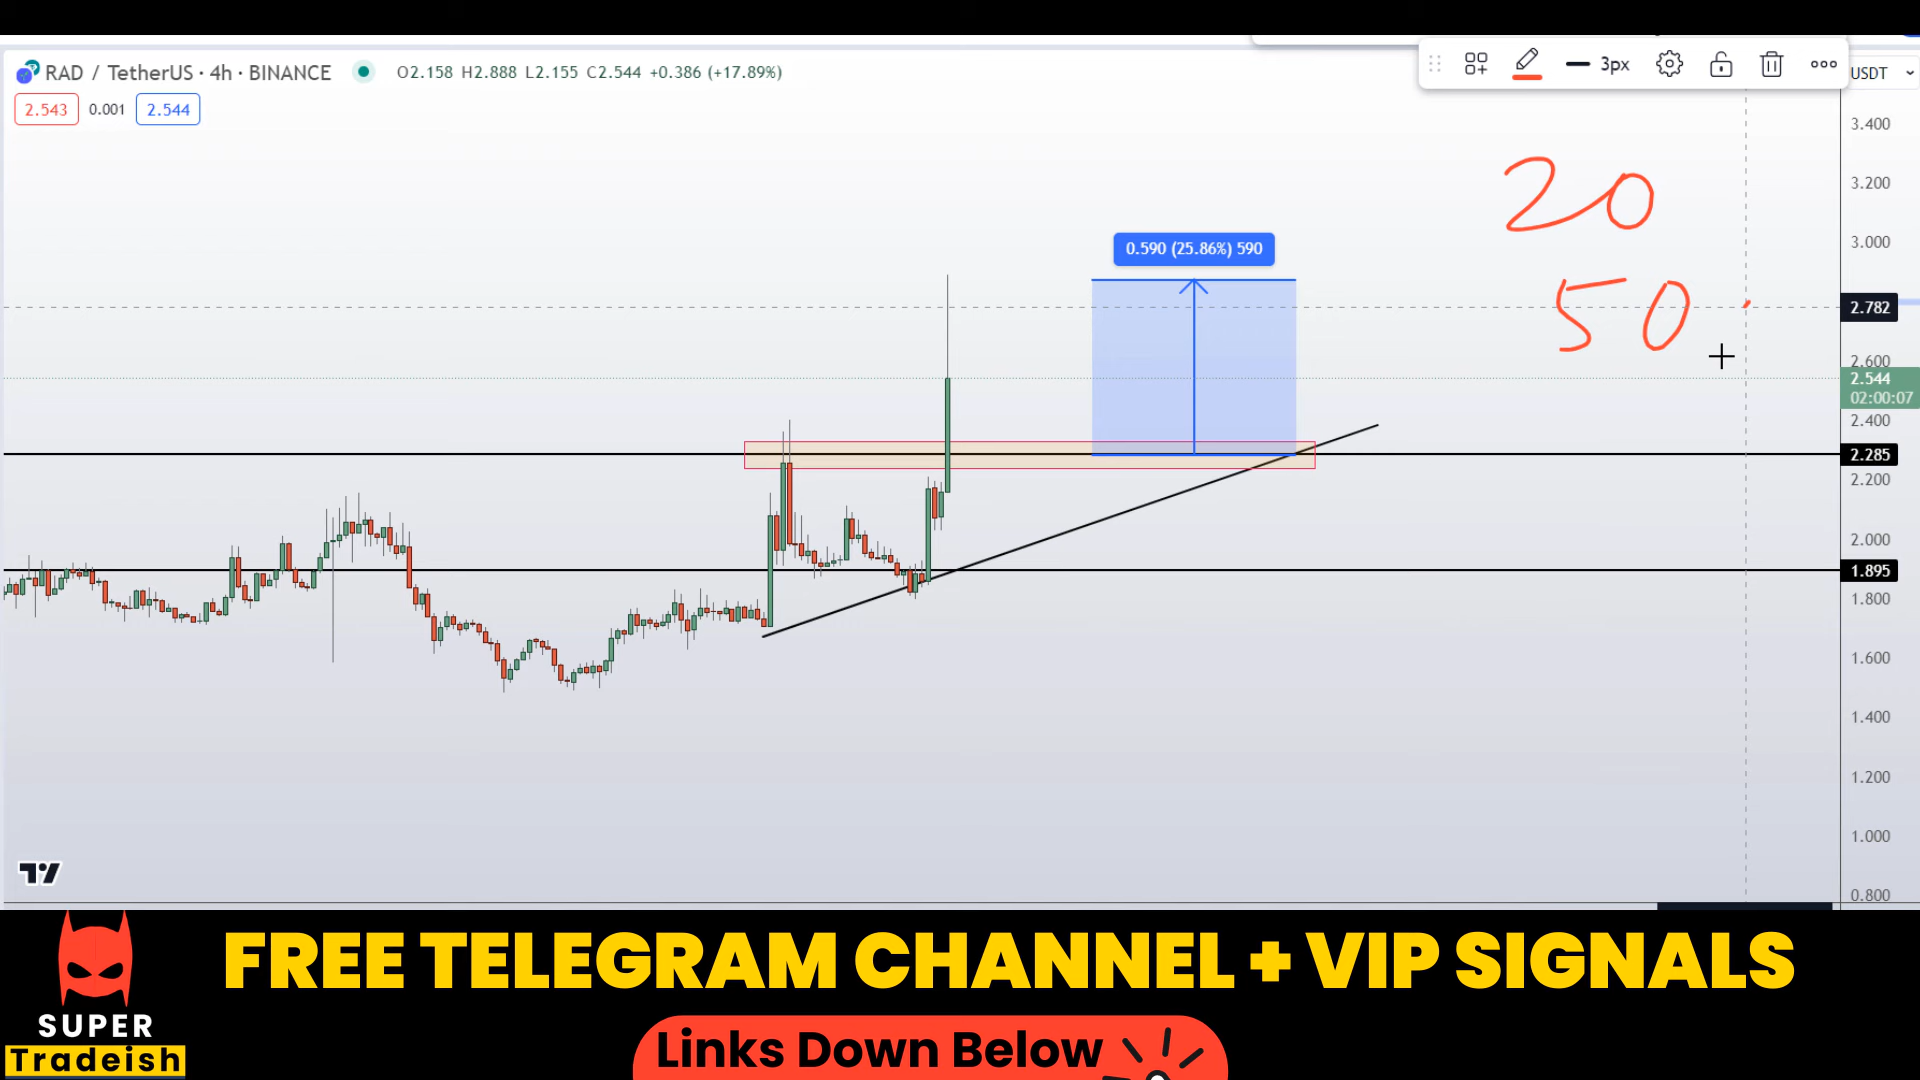 RAD / TetherUS · 4h · BINANCE O2.158 H2.888 L2.155 C2.544 +0.386 (+17.89%)
3px
USDT
2.543 0.001 2.544
3.400
3.200
3.000
2.782
2.600
2.544
02:00:07
2.400
2.285
2.200
2.000
1.895
1.800
1.600
1.400
1.200
1.000
0.800
20
50
0.590 (25.86%) 590
FREE TELEGRAM CHANNEL + VIP SIGNALS
SUPER
Tradeish
Links Down Below